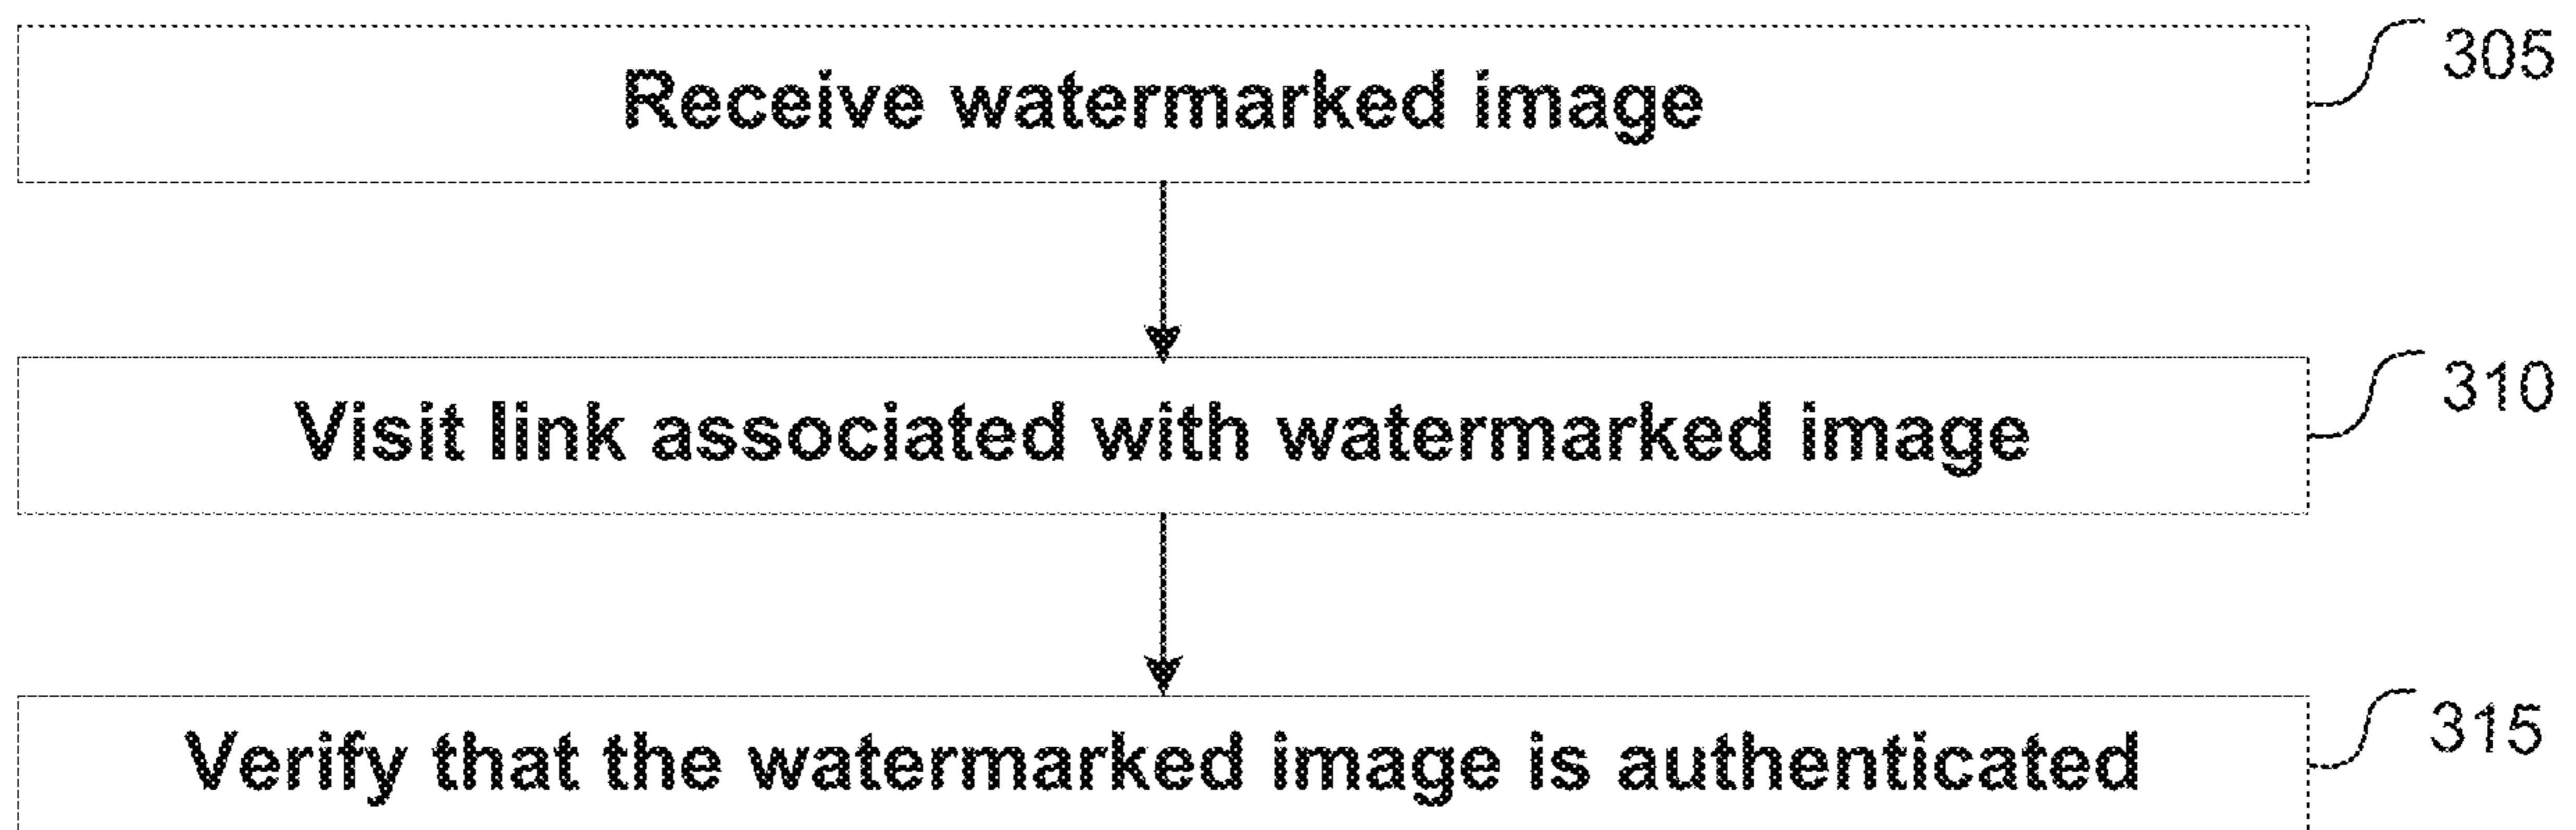 Receive watermarked image
305
Visit link associated with watermarked image
310
Verify that the watermarked image is authenticated
315